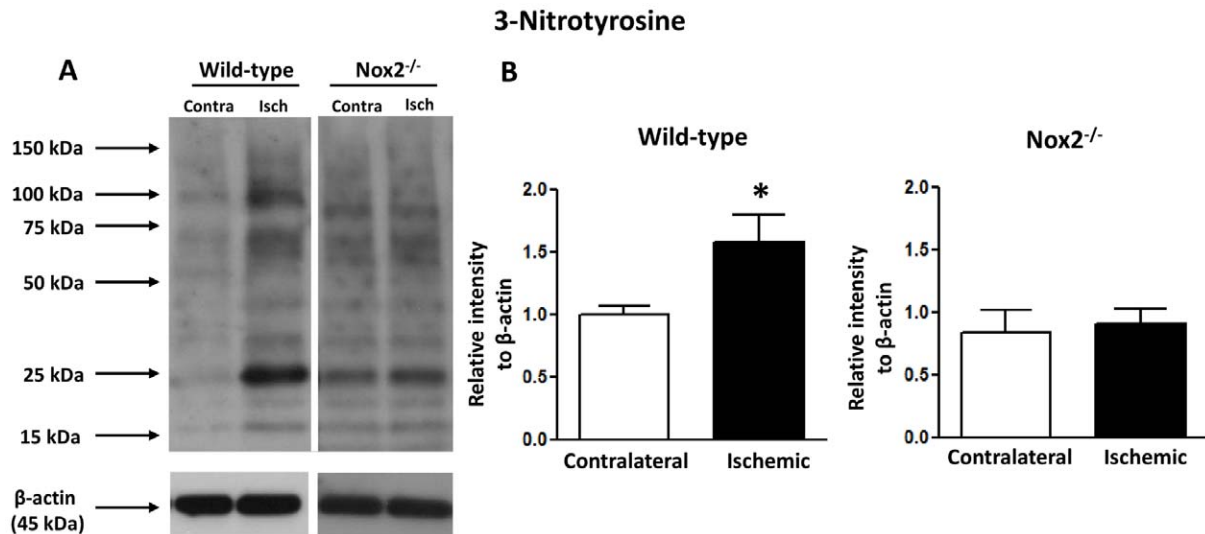 3-Nitrotyrosine
A
Wild-type
Nox2-/-
Contra
Isch
Contra
Isch
150 kDa
100 kDa
75 kDa
50 kDa
25 kDa
15 kDa
β-actin
(45 kDa)
B
Wild-type
Relative intensity
to β-actin
2.0
1.5
1.0
0.5
0.0
*
Contralateral
Ischemic
Nox2-/-
Relative intensity
to β-actin
2.0
1.5
1.0
0.5
0.0
Contralateral
Ischemic